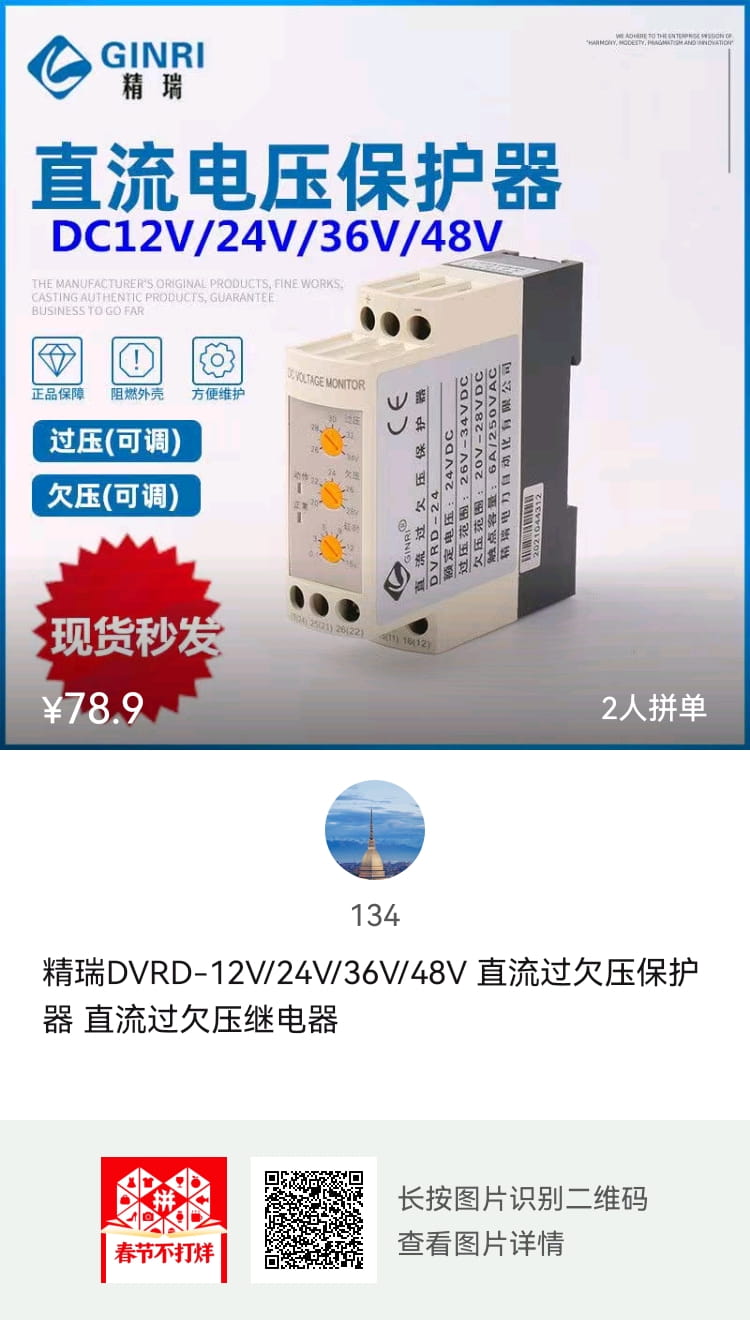 GINRI
精瑞
WE ADHERE TO THE ENTERPRISE MISSION OF
"HARMONY, MODESTY, PRAGMATISM AND INNOVATION"
直流电压保护器
DC12V/24V/36V/48V
THE MANUFACTURER'S ORIGINAL PRODUCTS, FINE WORKS,
CASTING AUTHENTIC PRODUCTS, GUARANTEE
BUSINESS TO GO FAR
正品保障 阻燃外壳 方便维护
过压(可调)
欠压(可调)
DC VOLTAGE MONITOR
过压
欠压
延时
CE
GINRI®
直流过欠压保护器
DVRD-24
额定电压: 24VDC
过压范围: 26V-34VDC
欠压范围: 20V-28VDC
触点容量: 6A/250VAC
精瑞电力自动化有限公司
2021044312
25(21) 26(22)
16(12)
现货秒发
¥78.9
2人拼单
134
精瑞DVRD-12V/24V/36V/48V 直流过欠压保护
器 直流过欠压继电器
拼
春节不打烊
长按图片识别二维码
查看图片详情